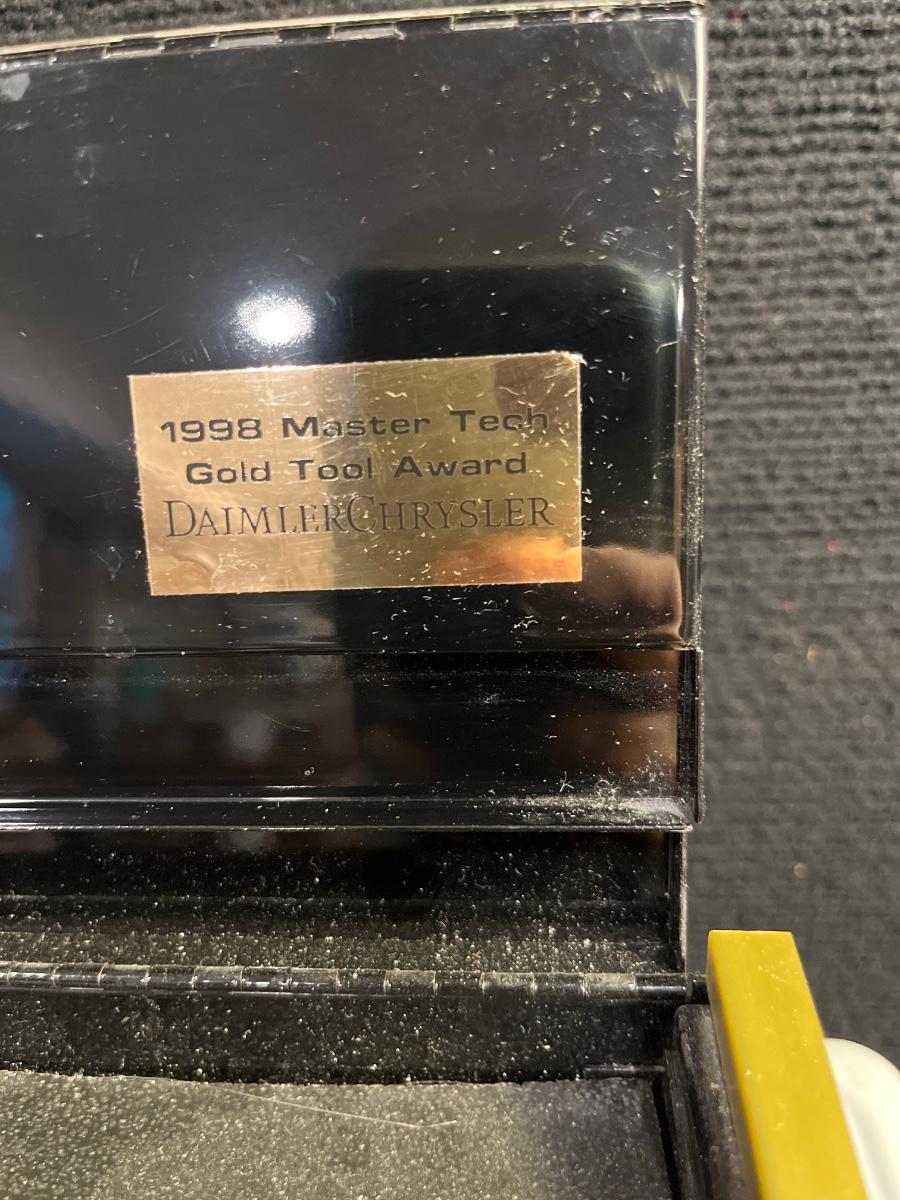 1998 Master Tech
Gold Tool Award
DAIMLERCHRYSLER